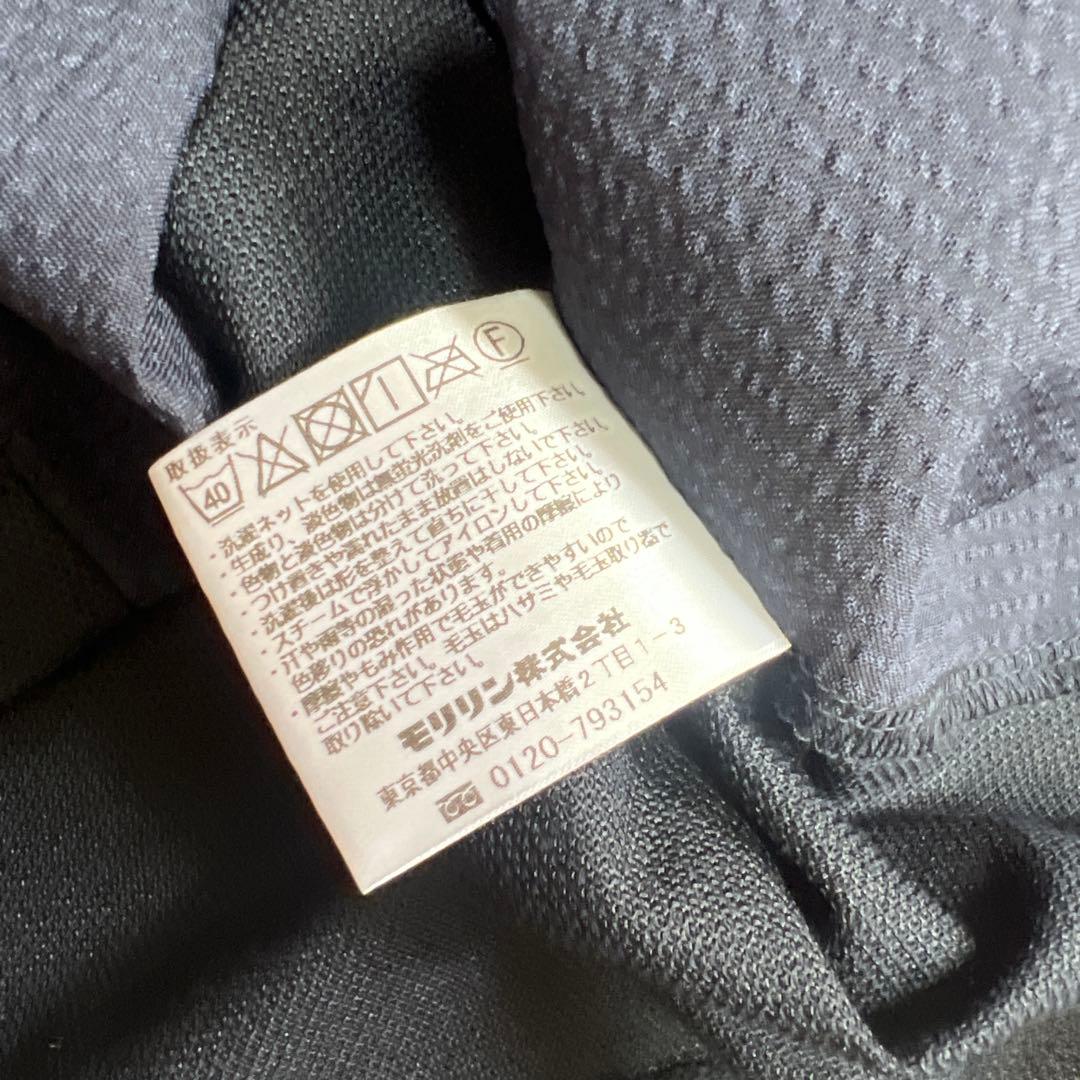 取扱表示
40
F
・洗濯ネットを使用して下さい。
・生成り、淡色物は無蛍光洗剤をご使用下さい。
・色物と淡色物は分けて洗って下さい。
・つけ置きや濡れたまま放置はしないで下さい。
・洗濯後は形を整えて直ちに干して下さい。
・スチームで浮かしてアイロンして下さい。
・汗や雨等の湿った状態や着用の摩擦により
色移りの恐れがあります。
・摩擦やもみ作用で毛玉ができやすいので
ご注意下さい。毛玉はハサミや毛玉取り器で
取り除いて下さい。
モリリン株式会社
東京都中央区東日本橋2丁目1-3
0120-793154